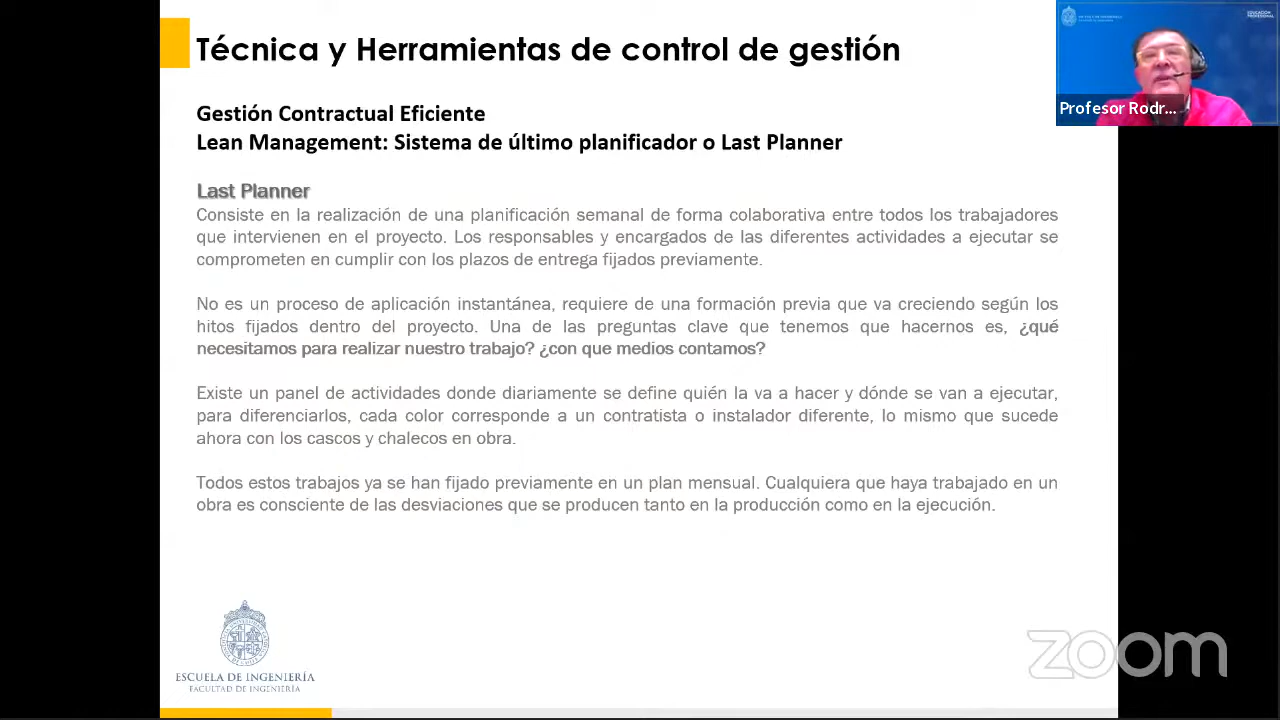 Técnica y Herramientas de control de gestión
Gestión Contractual Eficiente
Lean Management: Sistema de último planificador o Last Planner
Last Planner
Consiste en la realización de una planificación semanal de forma colaborativa entre todos los trabajadores
que intervienen en el proyecto. Los responsables y encargados de las diferentes actividades a ejecutar se
comprometen en cumplir con los plazos de entrega fijados previamente.
No es un proceso de aplicación instantánea, requiere de una formación previa que va creciendo según los
hitos fijados dentro del proyecto. Una de las preguntas clave que tenemos que hacernos es, ¿qué
necesitamos para realizar nuestro trabajo? ¿con que medios contamos?
Existe un panel de actividades donde diariamente se define quién la va a hacer y dónde se van a ejecutar,
para diferenciarlos, cada color corresponde a un contratista o instalador diferente, lo mismo que sucede
ahora con los cascos y chalecos en obra.
Todos estos trabajos ya se han fijado previamente en un plan mensual. Cualquiera que haya trabajado en un
obra es consciente de las desviaciones que se producen tanto en la producción como en la ejecución.
ESCUELA DE INGENIERÍA
FACULTAD DE INGENIERÍA
EDUCACIÓN
PROFESIONAL
Profesor Rodr...
zoom